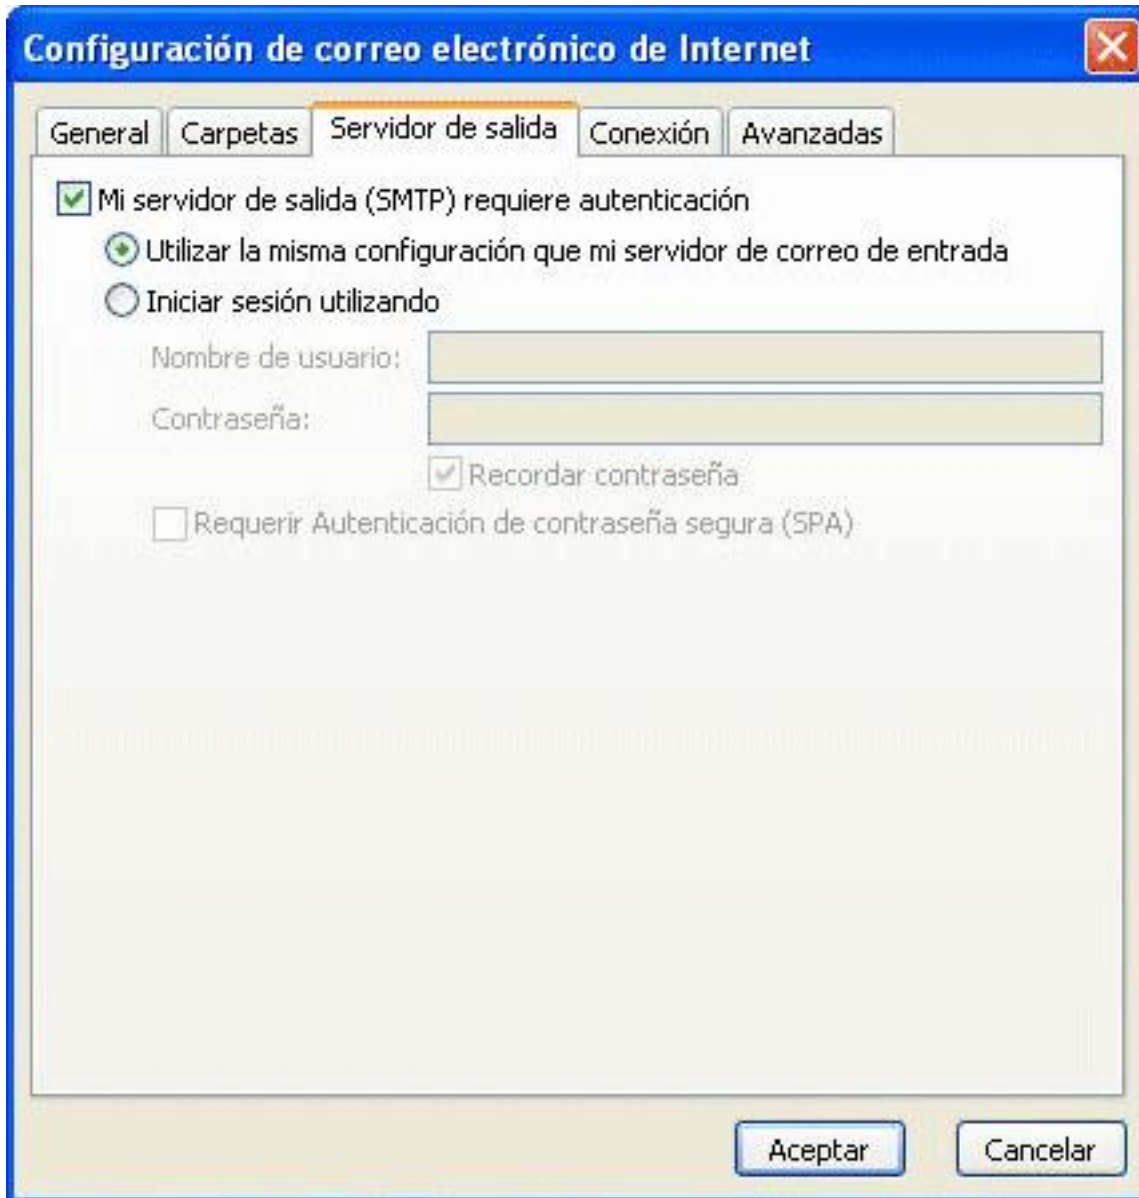 Configuración de correo electrónico de Internet
General Carpetas Servidor de salida Conexión Avanzadas
Mi servidor de salida (SMTP) requiere autenticación
Utilizar la misma configuración que mi servidor de correo de entrada
Iniciar sesión utilizando
Nombre de usuario:
Contraseña:
Recordar contraseña
Requerir Autenticación de contraseña segura (SPA)
Aceptar Cancelar